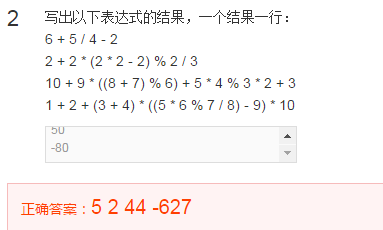 2 写出以下表达式的结果，一个结果一行：
6 + 5 / 4 - 2
2 + 2 * (2 * 2 - 2) % 2 / 3
10 + 9 * ((8 + 7) % 6) + 5 * 4 % 3 * 2 + 3
1 + 2 + (3 + 4) * ((5 * 6 % 7 / 8) - 9) * 10
50
-80
正确答案：5 2 44 -627